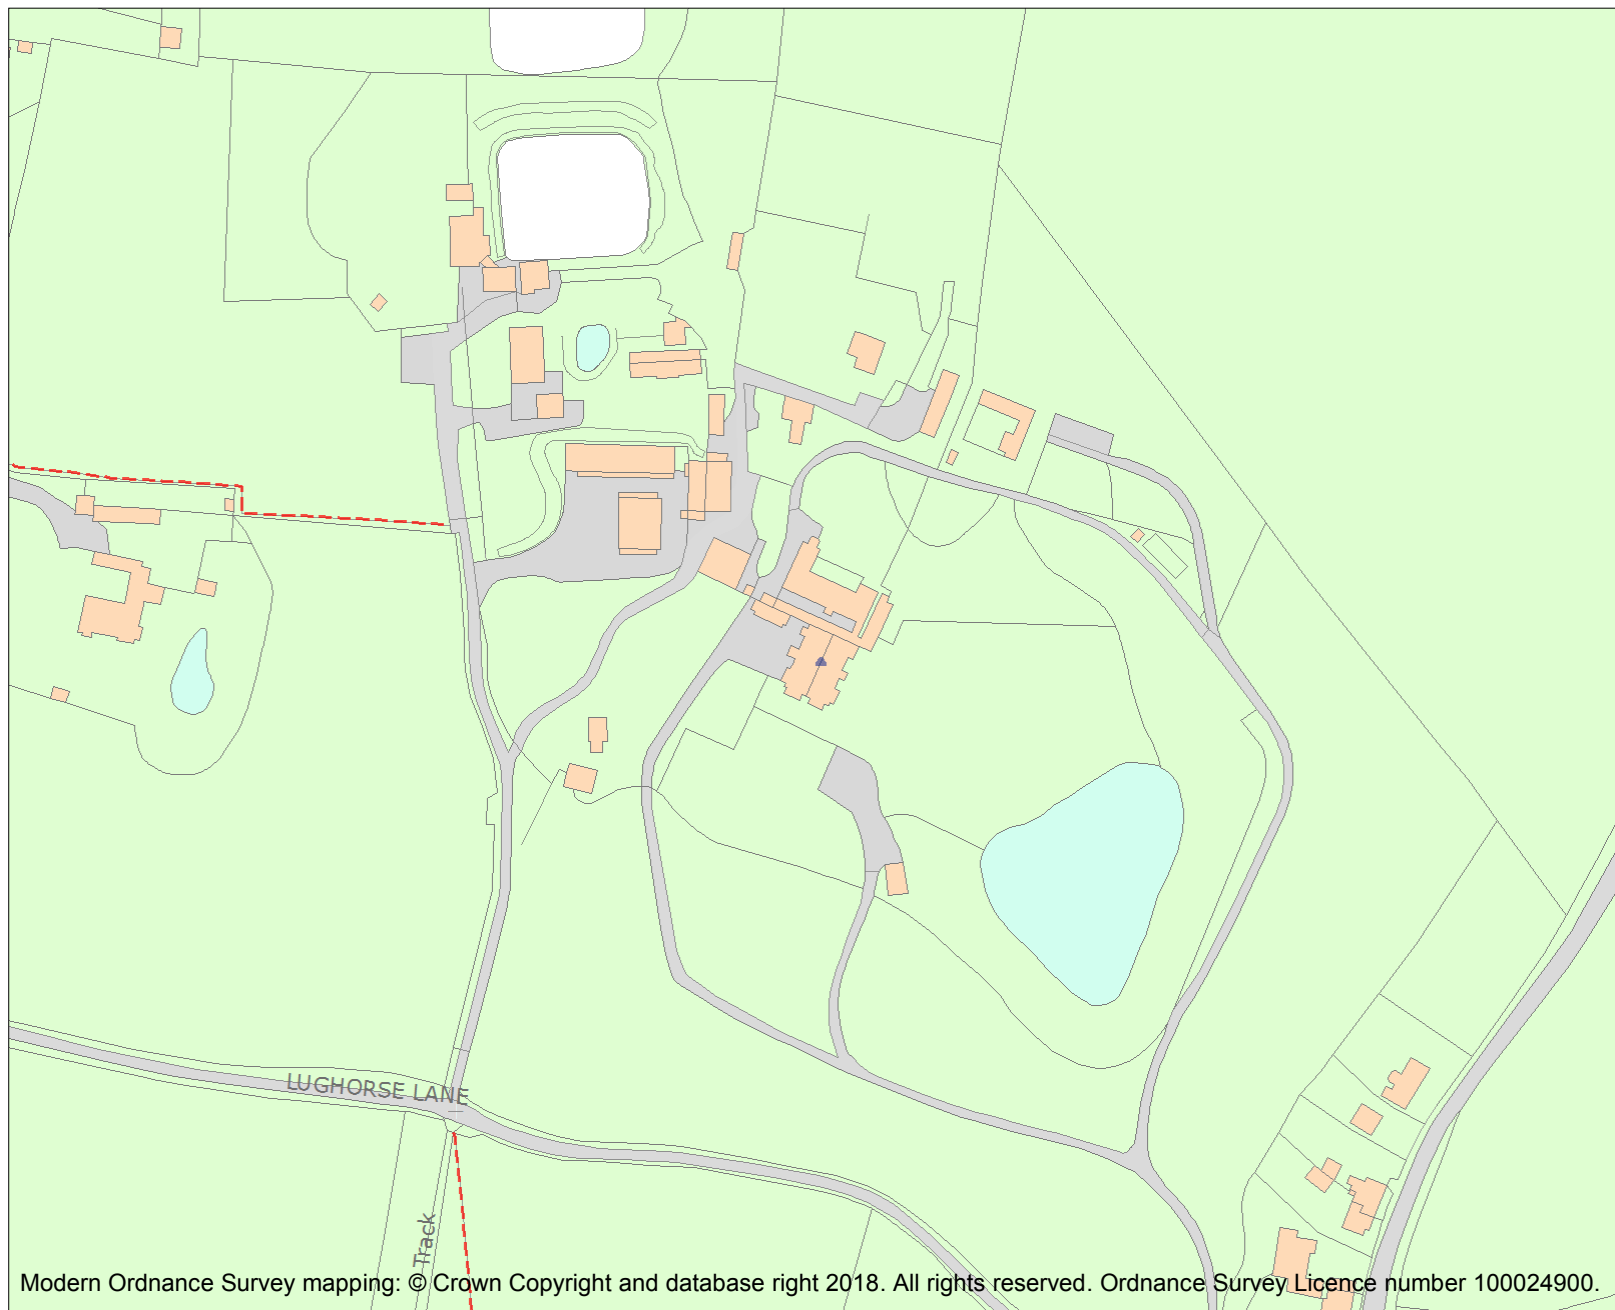 LUGHORSE LANE
Track
Modern Ordnance Survey mapping: © Crown Copyright and database right 2018. All rights reserved. Ordnance Survey Licence number 100024900.